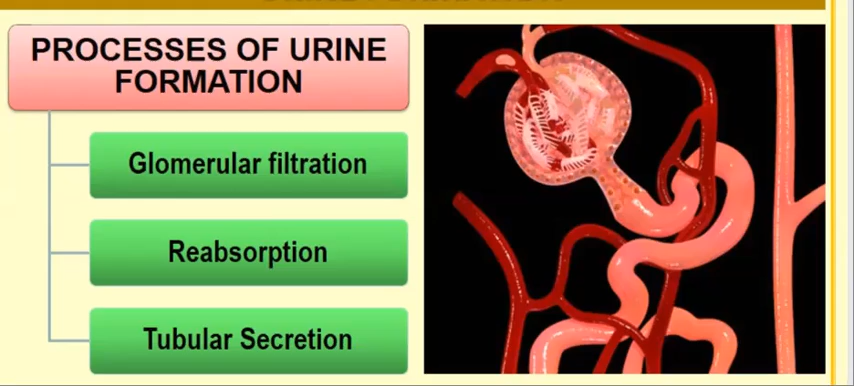 PROCESSES OF URINE
FORMATION
Glomerular filtration
Reabsorption
Tubular Secretion